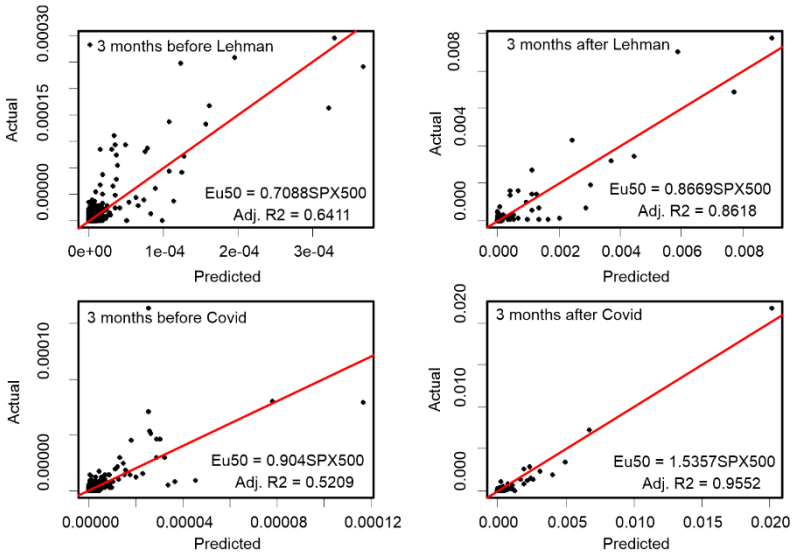 3 months before Lehman
Actual
0.00030
0.00015
0.00000
Eu50 = 0.7088SPX500
Adj. R2 = 0.6411
0e+00 1e-04 2e-04 3e-04
Predicted
3 months after Lehman
Actual
0.008
0.004
0.000
Eu50 = 0.8669SPX500
Adj. R2 = 0.8618
0.000 0.002 0.004 0.006 0.008
Predicted
3 months before Covid
Actual
0.00010
0.00000
Eu50 = 0.904SPX500
Adj. R2 = 0.5209
0.00000 0.00004 0.00008 0.00012
Predicted
3 months after Covid
Actual
0.020
0.010
0.000
Eu50 = 1.5357SPX500
Adj. R2 = 0.9552
0.000 0.005 0.010 0.015 0.020
Predicted